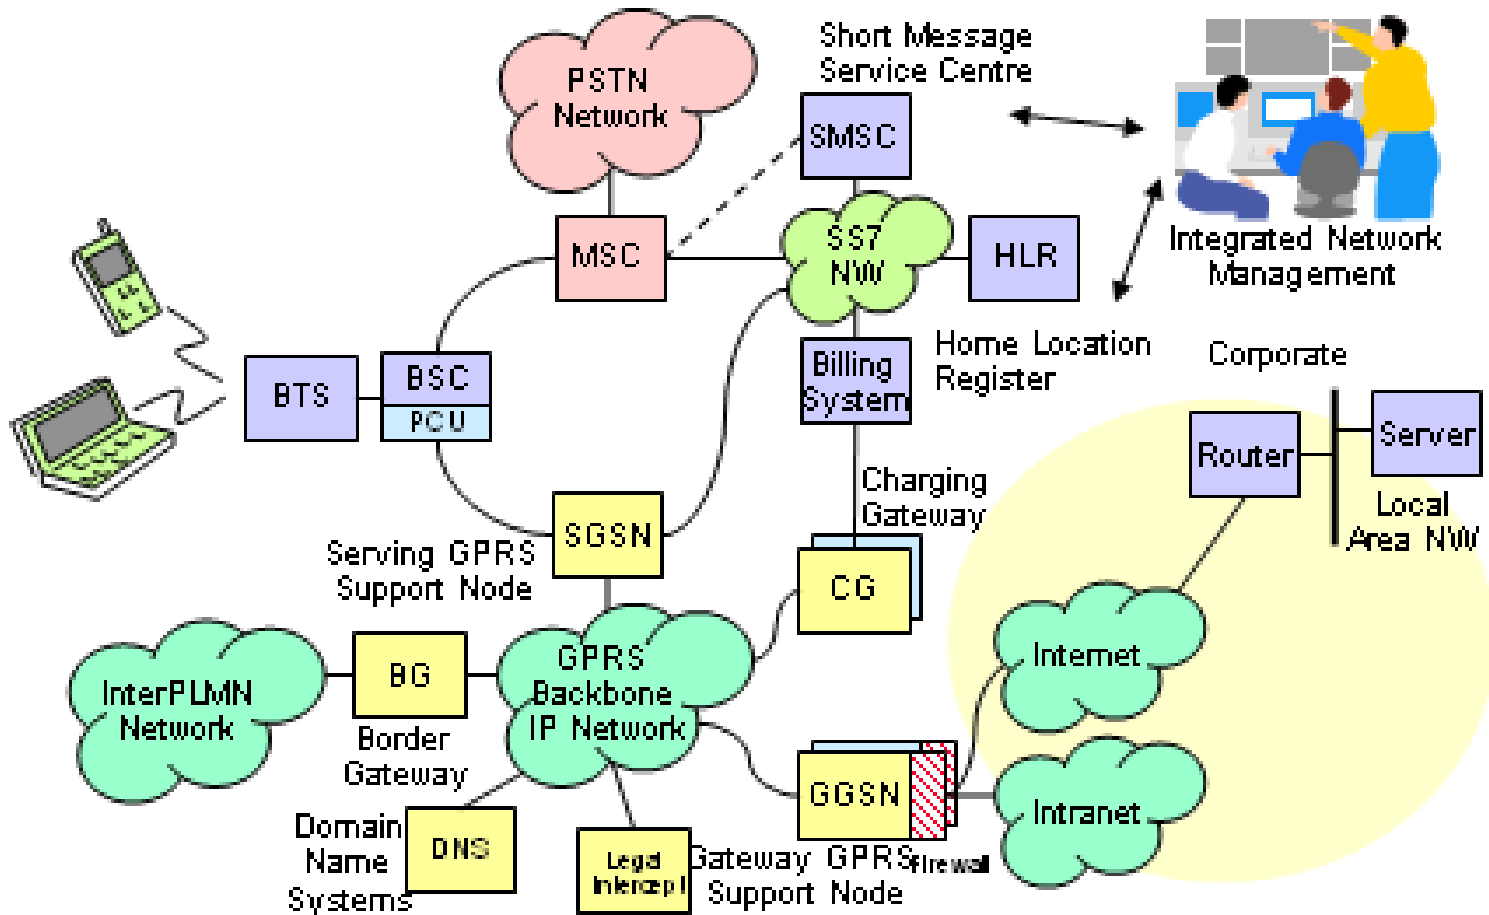 PSTN
Network
Short Message
Service Centre
SMSC
MSC
SS7
NW
HLR
Integrated Network
Management
BTS
BSC
PCU
Billing
System
Home Location
Register
Corporate
Router
Server
Local
Area NW
Charging
Gateway
SGSN
Serving GPRS
Support Node
CG
InterPLMN
Network
BG
Border
Gateway
GPRS
Backbone
IP Network
Internet
GGSN
Intranet
Domain
Name
Systems
DNS
Legal
Intercept
Gateway GPRS
Support Node
Firewall